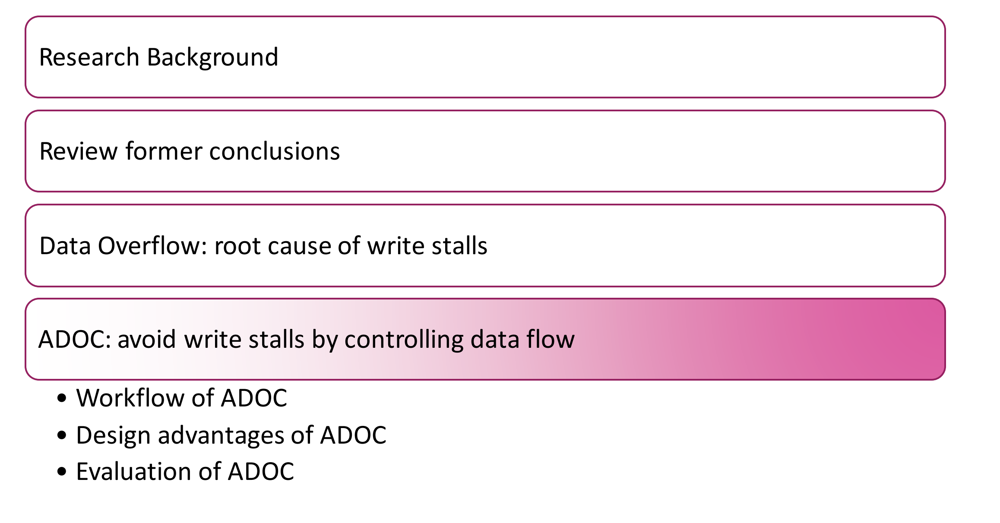 Research Background
Review former conclusions
Data Overflow: root cause of write stalls
ADOC: avoid write stalls by controlling data flow
• Workflow of ADOC
• Design advantages of ADOC
• Evaluation of ADOC